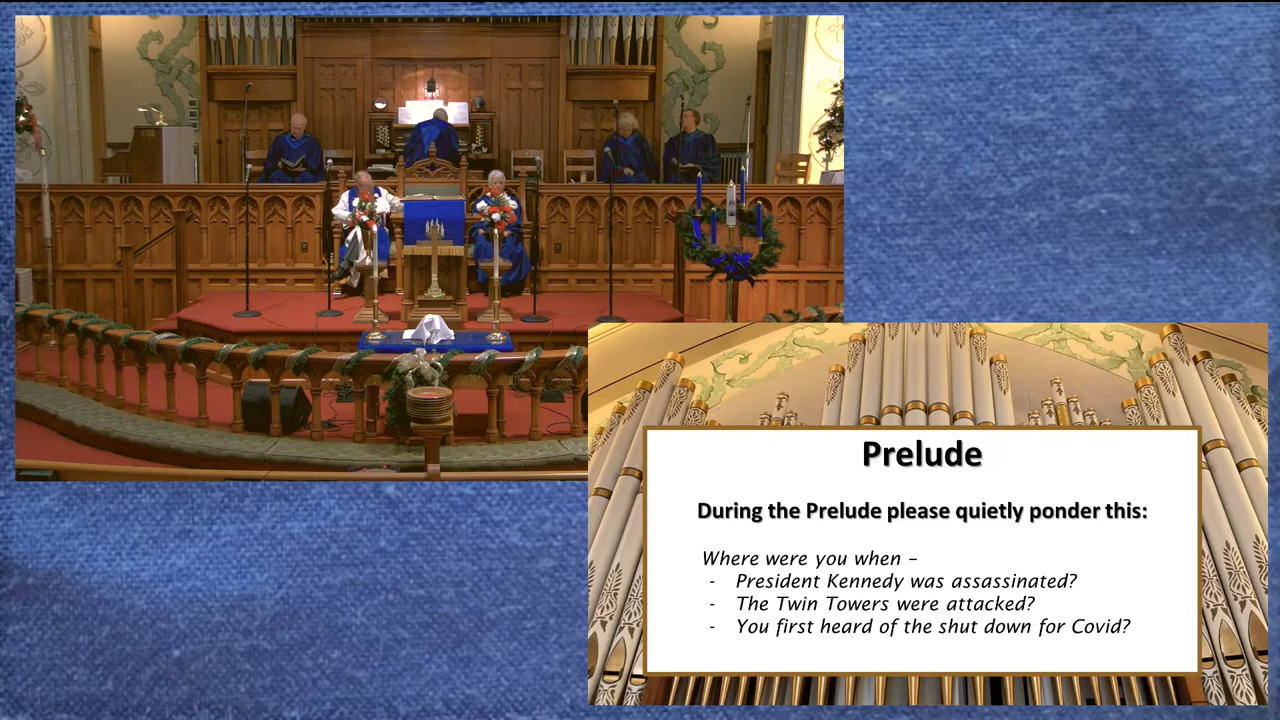 Prelude
During the Prelude please quietly ponder this:
Where were you when –
- President Kennedy was assassinated?
- The Twin Towers were attacked?
- You first heard of the shut down for Covid?